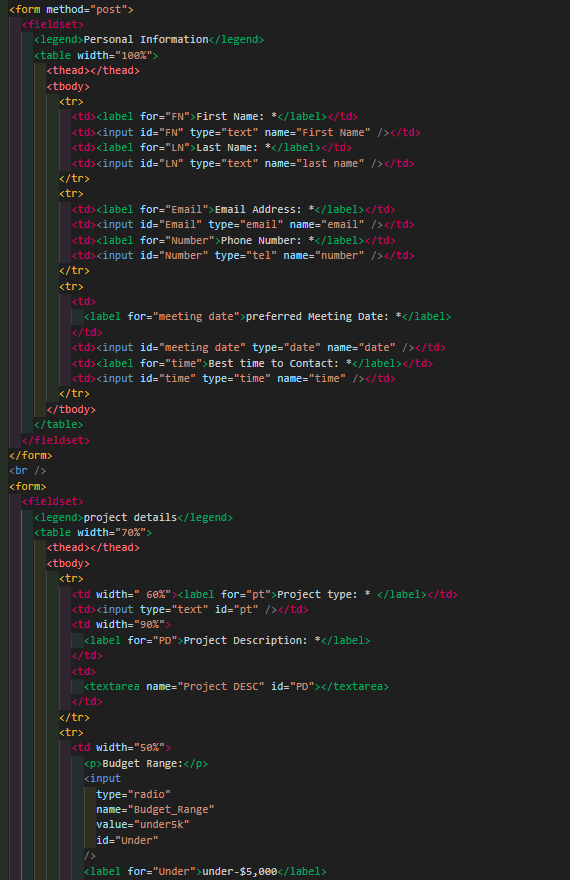 <form method="post">
<fieldset>
<legend>Personal Information</legend>
<table width="100%">
<thead></thead>
<tbody>
<tr>
<td><label for="FN">First Name: *</label></td>
<td><input id="FN" type="text" name="First Name" /></td>
<td><label for="LN">Last Name: *</label></td>
<td><input id="LN" type="text" name="last name" /></td>
</tr>
<tr>
<td><label for="Email">Email Address: *</label></td>
<td><input id="Email" type="email" name="email" /></td>
<td><label for="Number">Phone Number: *</label></td>
<td><input id="Number" type="tel" name="number" /></td>
</tr>
<tr>
<td>
<label for="meeting date">preferred Meeting Date: *</label>
</td>
<td><input id="meeting date" type="date" name="date" /></td>
<td><label for="time">Best time to Contact: *</label></td>
<td><input id="time" type="time" name="time" /></td>
</tr>
</tbody>
</table>
</fieldset>
</form>
<br />
<form>
<fieldset>
<legend>project details</legend>
<table width="70%">
<thead></thead>
<tbody>
<tr>
<td width=" 60%"><label for="pt">Project type: * </label></td>
<td><input type="text" id="pt" /></td>
<td width="90%">
<label for="PD">Project Description: *</label>
</td>
<td>
<textarea name="Project DESC" id="PD"></textarea>
</td>
</tr>
<tr>
<td width="50%">
<p>Budget Range:</p>
<input
type="radio"
name="Budget_Range"
value="under5k"
id="Under"
/>
<label for="Under">under-$5,000</label>